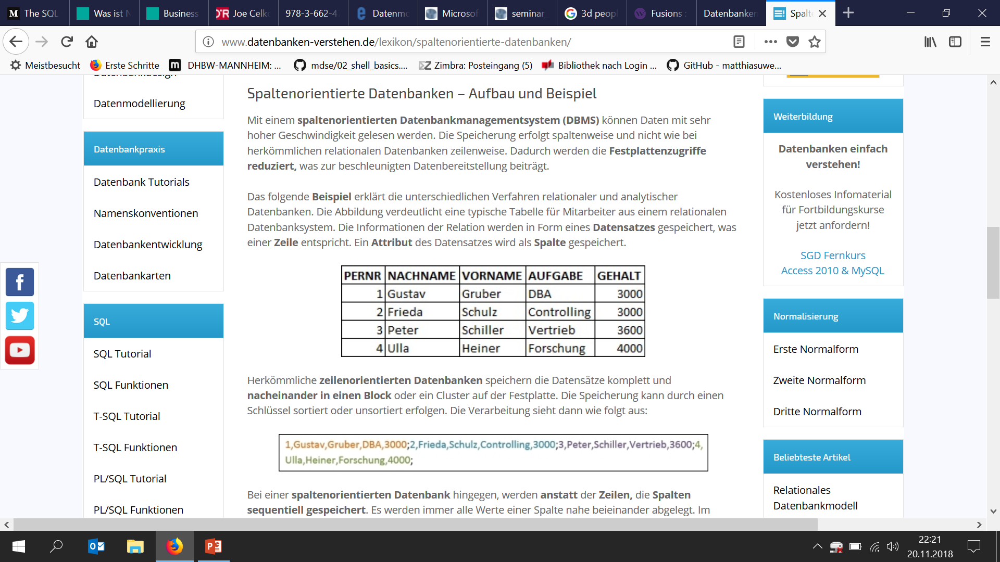 The SQL
Was ist N
Business
O'R Joe Celko
978-3-662-47
Datenmo
Microsof
seminar_
3d peopl
Fusions :
Datenbanken
Spalte
www.datenbanken-verstehen.de/lexikon/spaltenorientierte-datenbanken/
Meistbesucht
Erste Schritte
DHBW-MANNHEIM: ...
mdse/02_shell_basics....
Zimbra: Posteingang (5)
Bibliothek nach Login ...
GitHub - matthiasuwe...
Datenbankdesign
Datenmodellierung
Datenbankpraxis
Datenbank Tutorials
Namenskonventionen
Datenbankentwicklung
Datenbankarten
SQL
SQL Tutorial
SQL Funktionen
T-SQL Tutorial
T-SQL Funktionen
PL/SQL Tutorial
PL/SQL Funktionen
Spaltenorientierte Datenbanken – Aufbau und Beispiel
Mit einem spaltenorientierten Datenbankmanagementsystem (DBMS) können Daten mit sehr
hoher Geschwindigkeit gelesen werden. Die Speicherung erfolgt spaltenweise und nicht wie bei
herkömmlichen relationalen Datenbanken zeilenweise. Dadurch werden die Festplattenzugriffe
reduziert, was zur beschleunigten Datenbereitstellung beiträgt.
Das folgende Beispiel erklärt die unterschiedlichen Verfahren relationaler und analytischer
Datenbanken. Die Abbildung verdeutlicht eine typische Tabelle für Mitarbeiter aus einem relationalen
Datenbanksystem. Die Informationen der Relation werden in Form eines Datensatzes gespeichert, was
einer Zeile entspricht. Ein Attribut des Datensatzes wird als Spalte gespeichert.
PERNR NACHNAME VORNAME AUFGABE GEHALT
1 Gustav Gruber DBA 3000
2 Frieda Schulz Controlling 3000
3 Peter Schiller Vertrieb 3600
4 Ulla Heiner Forschung 4000
Herkömmliche zeilenorientierten Datenbanken speichern die Datensätze komplett und
nacheinander in einen Block oder ein Cluster auf der Festplatte. Die Speicherung kann durch einen
Schlüssel sortiert oder unsortiert erfolgen. Die Verarbeitung sieht dann wie folgt aus:
1,Gustav,Gruber,DBA,3000;2,Frieda,Schulz,Controlling,3000;3,Peter,Schiller,Vertrieb,3600;4,
Ulla,Heiner,Forschung,4000;
Bei einer spaltenorientierten Datenbank hingegen, werden anstatt der Zeilen, die Spalten
sequentiell gespeichert. Es werden immer alle Werte einer Spalte nahe beieinander abgelegt. Im
Weiterbildung
Datenbanken einfach
verstehen!
Kostenloses Infomaterial
für Fortbildungskurse
jetzt anfordern!
SGD Fernkurs
Access 2010 & MySQL
Normalisierung
Erste Normalform
Zweite Normalform
Dritte Normalform
Beliebteste Artikel
Relationales
Datenbankmodell
22:21
20.11.2018